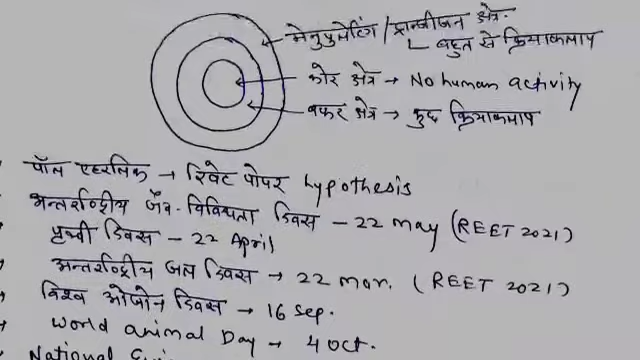 मेनुपुलेटिंग / ट्रान्जीजन क्षेत्र.
बहुत से क्रियाकलाप
कोर क्षेत्र → No human activity
बफर क्षेत्र → कुछ क्रियाकलाप
पॉल एहरलिक → रिवेट पोपर hypothesis
अन्तर्राष्ट्रीय जैव-विविधता दिवस - 22 may (REET 2021)
पृथ्वी दिवस - 22 April
अन्तर्राष्ट्रीय जल दिवस → 22 mar. (REET 2021)
विश्व ओजोन दिवस → 16 sep.
World animal Day → 4 oct.
National